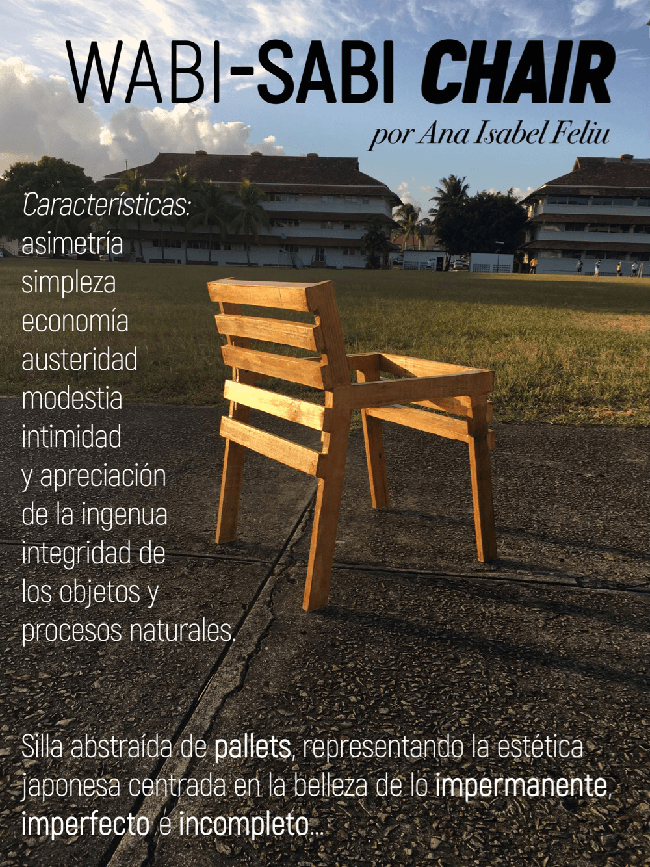 WABI-SABI CHAIR
por Ana Isabel Feliu
Características:
asimetría
simpleza
economía
austeridad
modestia
intimidad
y apreciación
de la ingenua
integridad de
los objetos y
procesos naturales.
Silla abstraída de pallets, representando la estética
japonesa centrada en la belleza de lo impermanente,
imperfecto e incompleto...